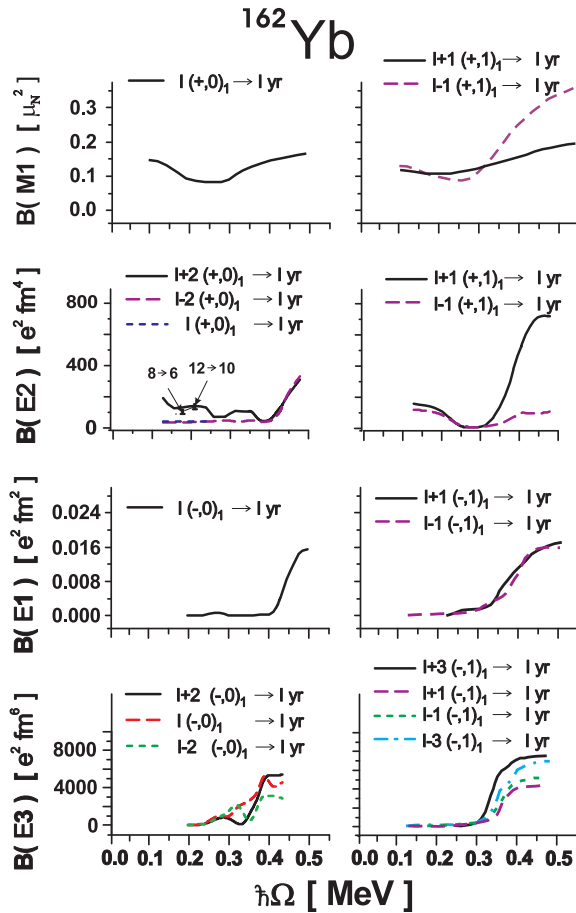 ¹⁶²Yb
I (+,0)₁ → I yr
I+1 (+,1)₁ → I yr
I-1 (+,1)₁ → I yr
B( M1 ) [ μ_N² ]
0.3
0.2
0.1
0.0
I+2 (+,0)₁ → I yr
I-2 (+,0)₁ → I yr
I (+,0)₁ → I yr
I+1 (+,1)₁ → I yr
I-1 (+,1)₁ → I yr
B( E2 ) [ e² fm⁴ ]
800
400
0
8→6 12→10
I (-,0)₁ → I yr
I+1 (-,1)₁ → I yr
I-1 (-,1)₁ → I yr
B( E1 ) [ e² fm² ]
0.024
0.016
0.008
0.000
I+2 (-,0)₁ → I yr
I (-,0)₁ → I yr
I-2 (-,0)₁ → I yr
I+3 (-,1)₁ → I yr
I+1 (-,1)₁ → I yr
I-1 (-,1)₁ → I yr
I-3 (-,1)₁ → I yr
B( E3 ) [ e² fm⁶ ]
8000
4000
0
0.0 0.1 0.2 0.3 0.4 0.5 0.0 0.1 0.2 0.3 0.4 0.5
ħΩ [ MeV ]